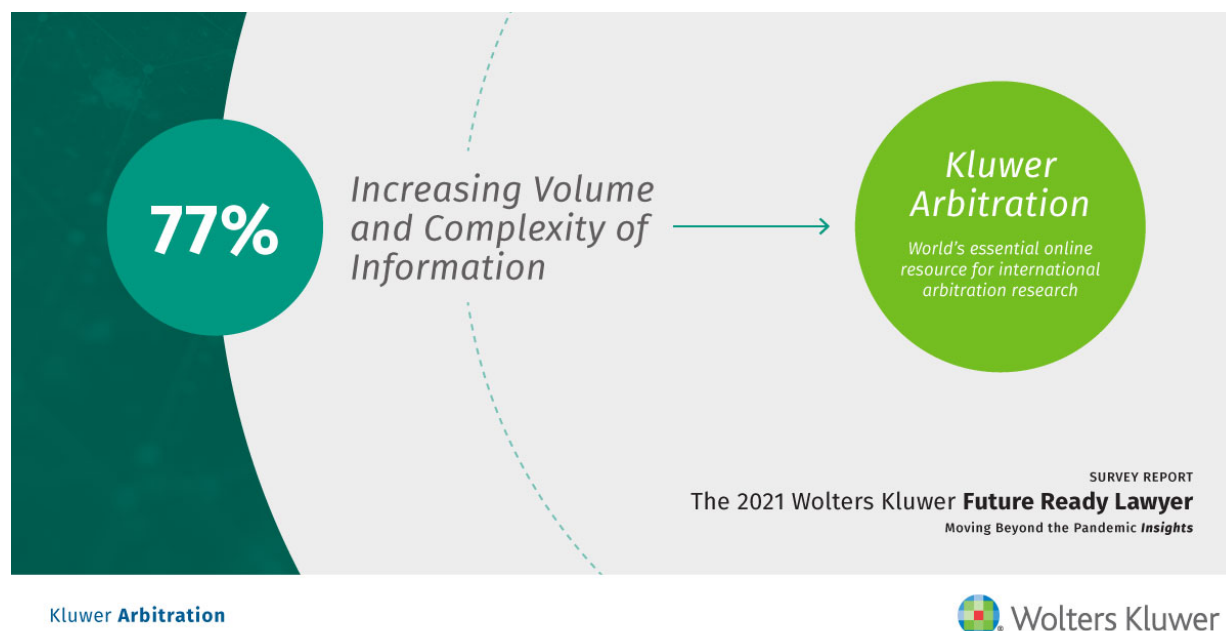 77%
Increasing Volume
and Complexity of
Information
Kluwer
Arbitration
World's essential online
resource for international
arbitration research
SURVEY REPORT
The 2021 Wolters Kluwer Future Ready Lawyer
Moving Beyond the Pandemic Insights
Kluwer Arbitration
Wolters Kluwer